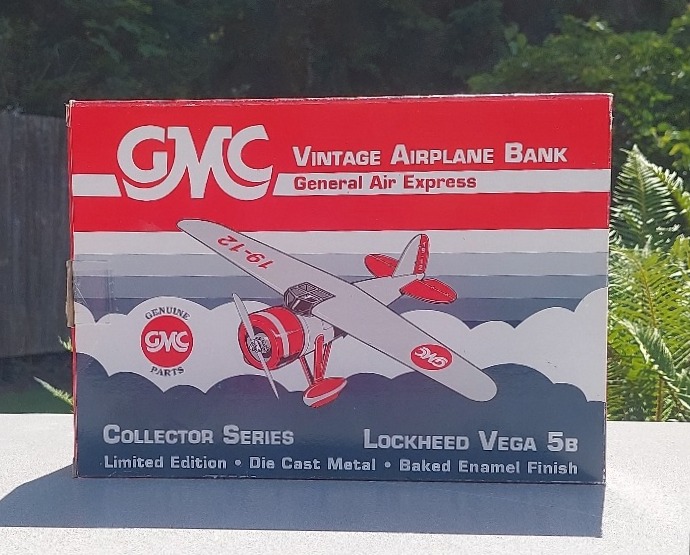 GMC
VINTAGE AIRPLANE BANK
General Air Express
19-12
GENUINE
GMC
PARTS
GMC
COLLECTOR SERIES
LOCKHEED VEGA 5B
Limited Edition • Die Cast Metal • Baked Enamel Finish